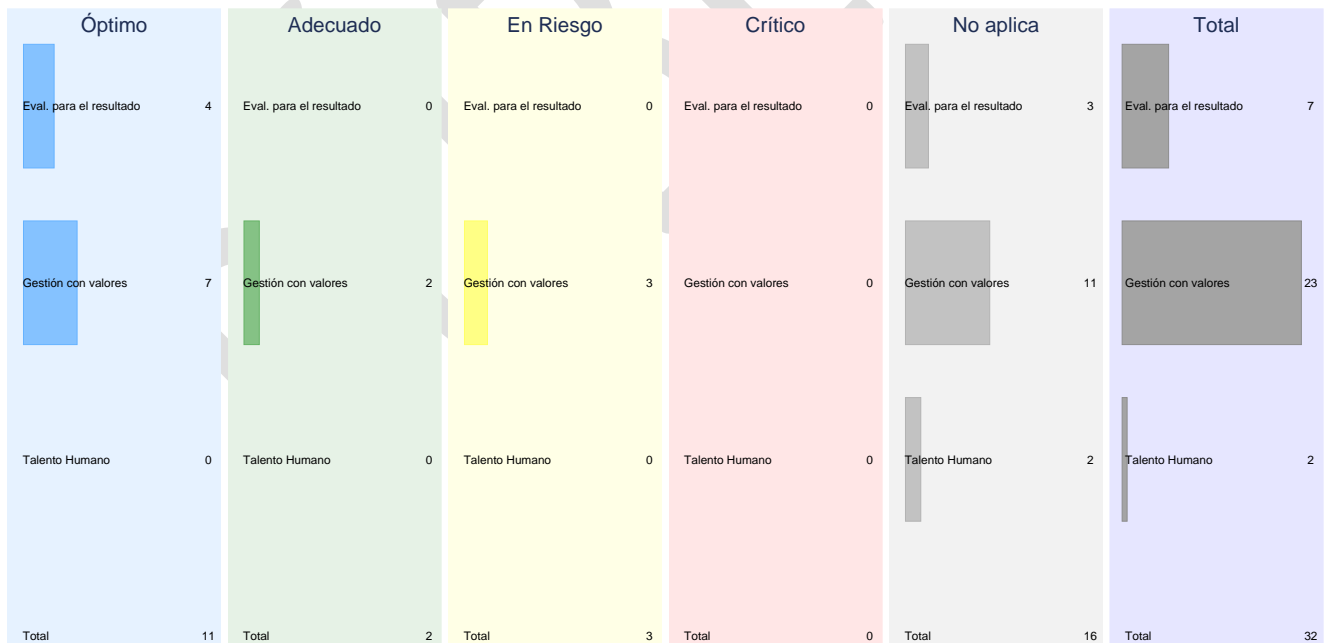 Óptimo Adecuado En Riesgo Crítico No aplica Total
Eval. para el resultado 4 Eval. para el resultado 0 Eval. para el resultado 0 Eval. para el resultado 0 Eval. para el resultado 3 Eval. para el resultado 7
Gestión con valores 7 Gestión con valores 2 Gestión con valores 3 Gestión con valores 0 Gestión con valores 11 Gestión con valores 23
Talento Humano 0 Talento Humano 0 Talento Humano 0 Talento Humano 0 Talento Humano 2 Talento Humano 2
Total 11 Total 2 Total 3 Total 0 Total 16 Total 32